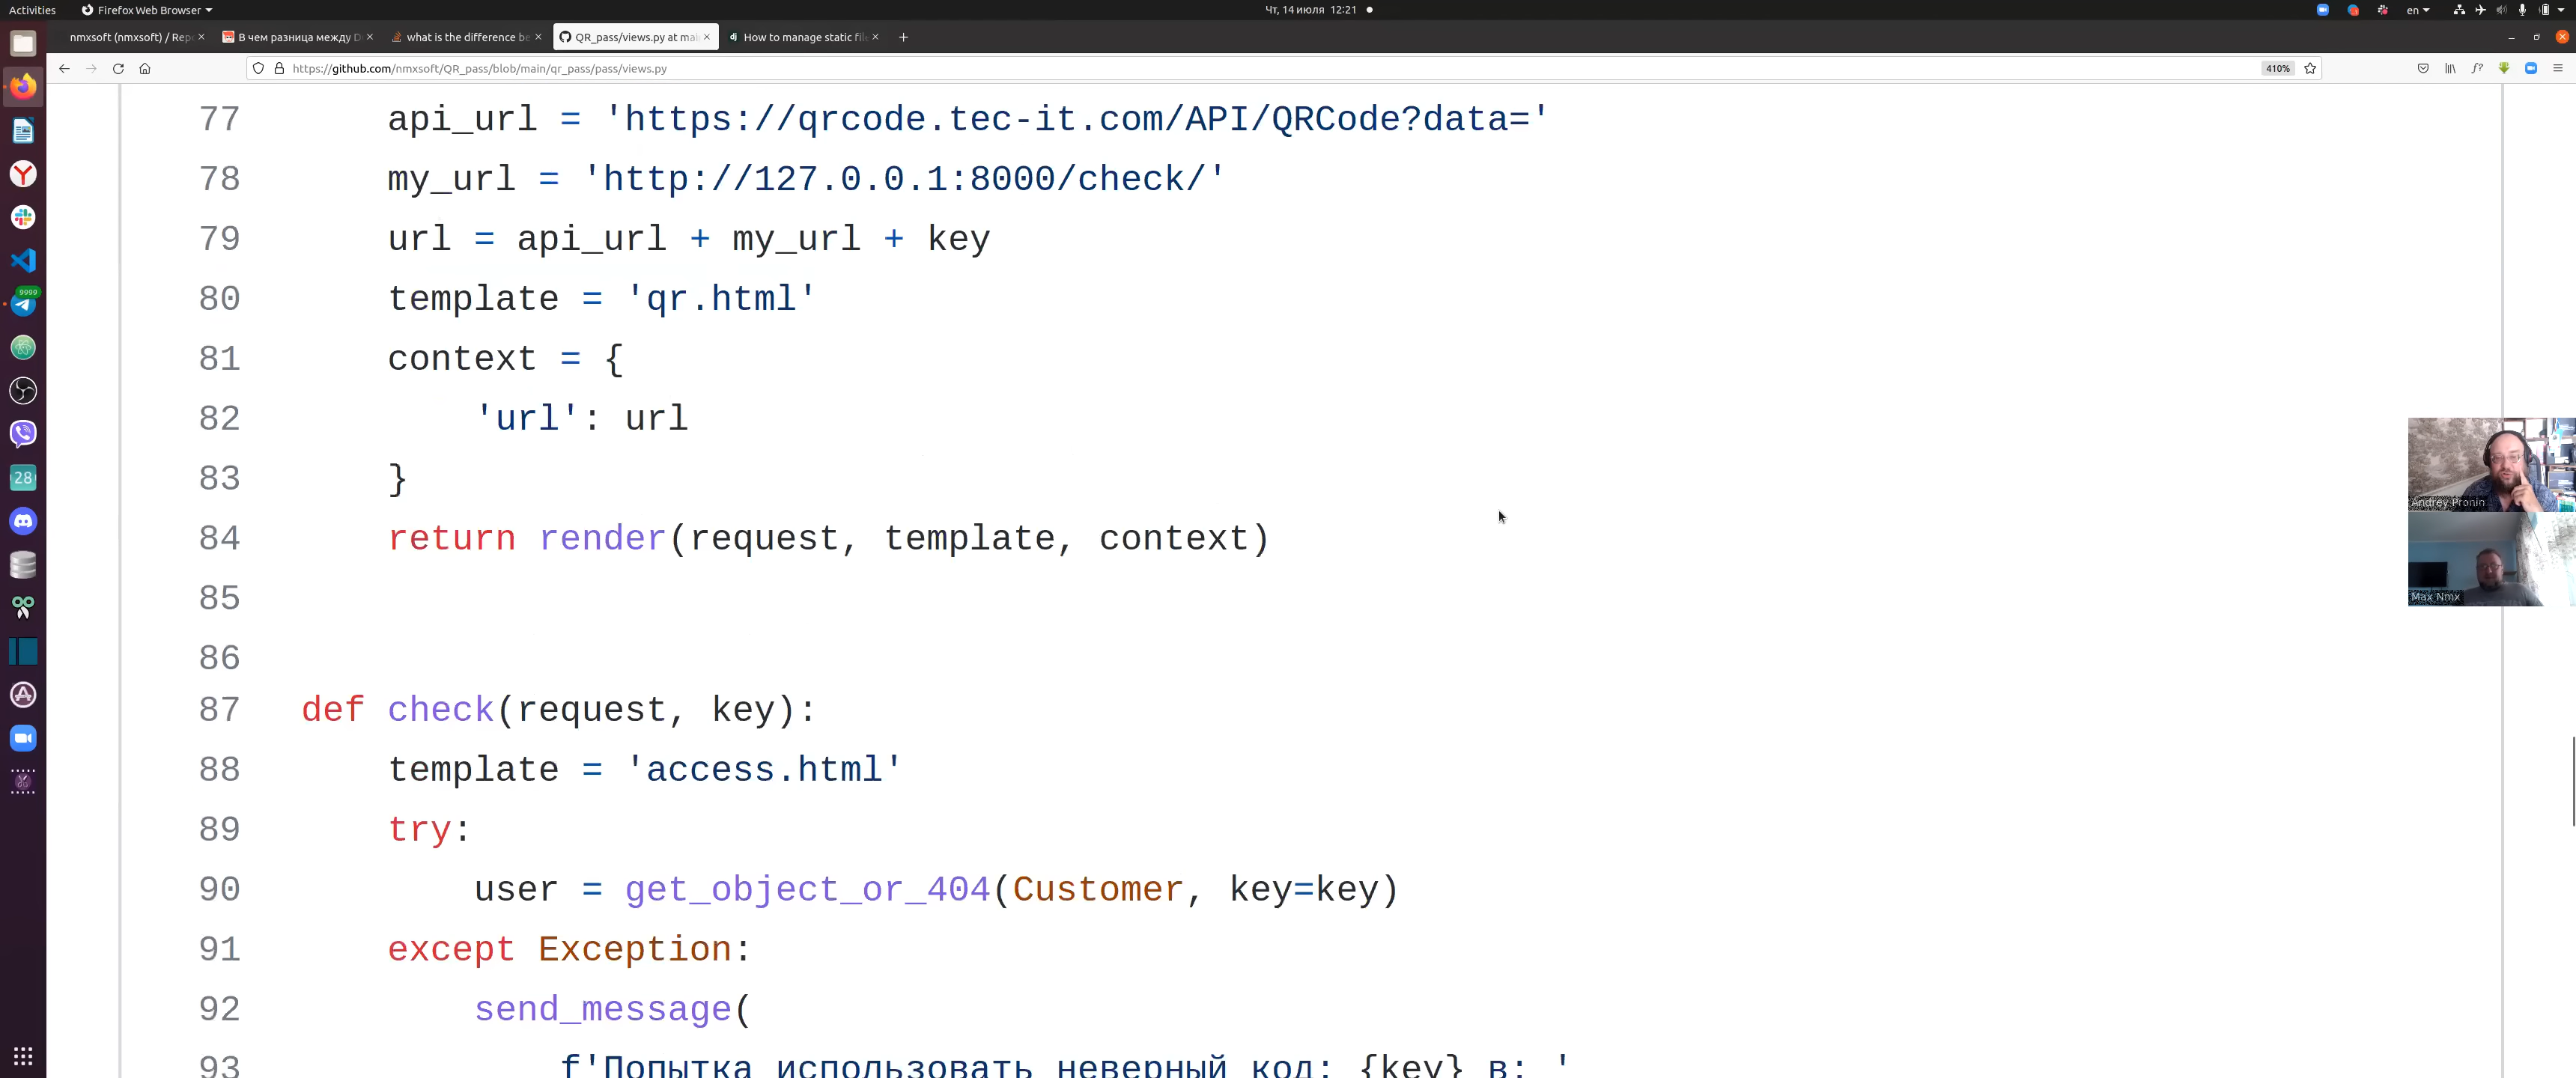 Activities
Firefox Web Browser
Чт, 14 июля 12:21
en
nmxsoft (nmxsoft) / Rep
В чем разница между D
what is the difference be
QR_pass/views.py at mai
How to manage static file
https://github.com/nmxsoft/QR_pass/blob/main/qr_pass/pass/views.py
410%
77 api_url = 'https://qrcode.tec-it.com/API/QRCode?data='
78 my_url = 'http://127.0.0.1:8000/check/'
79 url = api_url + my_url + key
80 template = 'qr.html'
81 context = {
82 'url': url
83 }
84 return render(request, template, context)
85
86
87 def check(request, key):
88 template = 'access.html'
89 try:
90 user = get_object_or_404(Customer, key=key)
91 except Exception:
92 send_message(
93 f'Попытка использовать неверный код: {key} в: '
9999
28
Andrey Pronin
Max Nmx